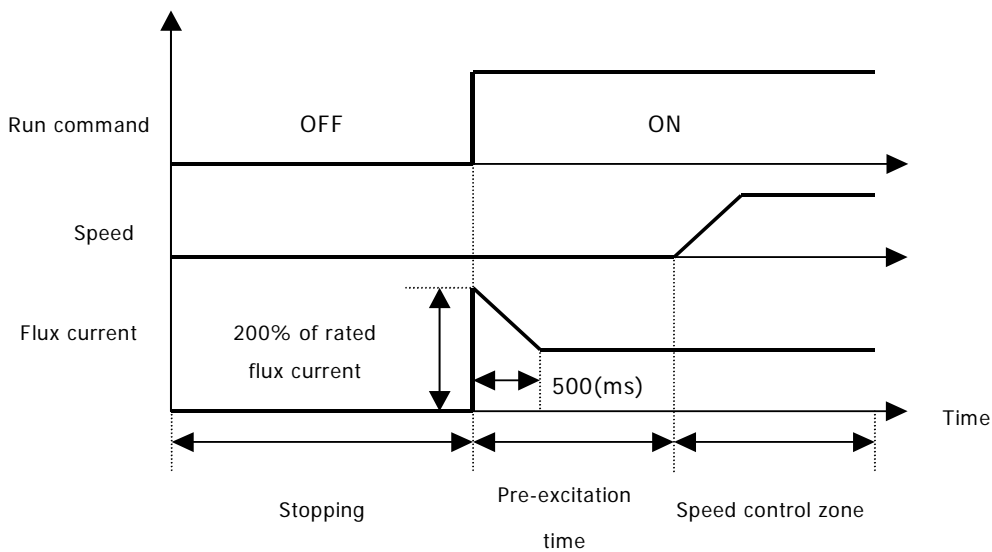 Run command
OFF
ON
Speed
Flux current
200% of rated
flux current
500(ms)
Time
Stopping
Pre-excitation
time
Speed control zone